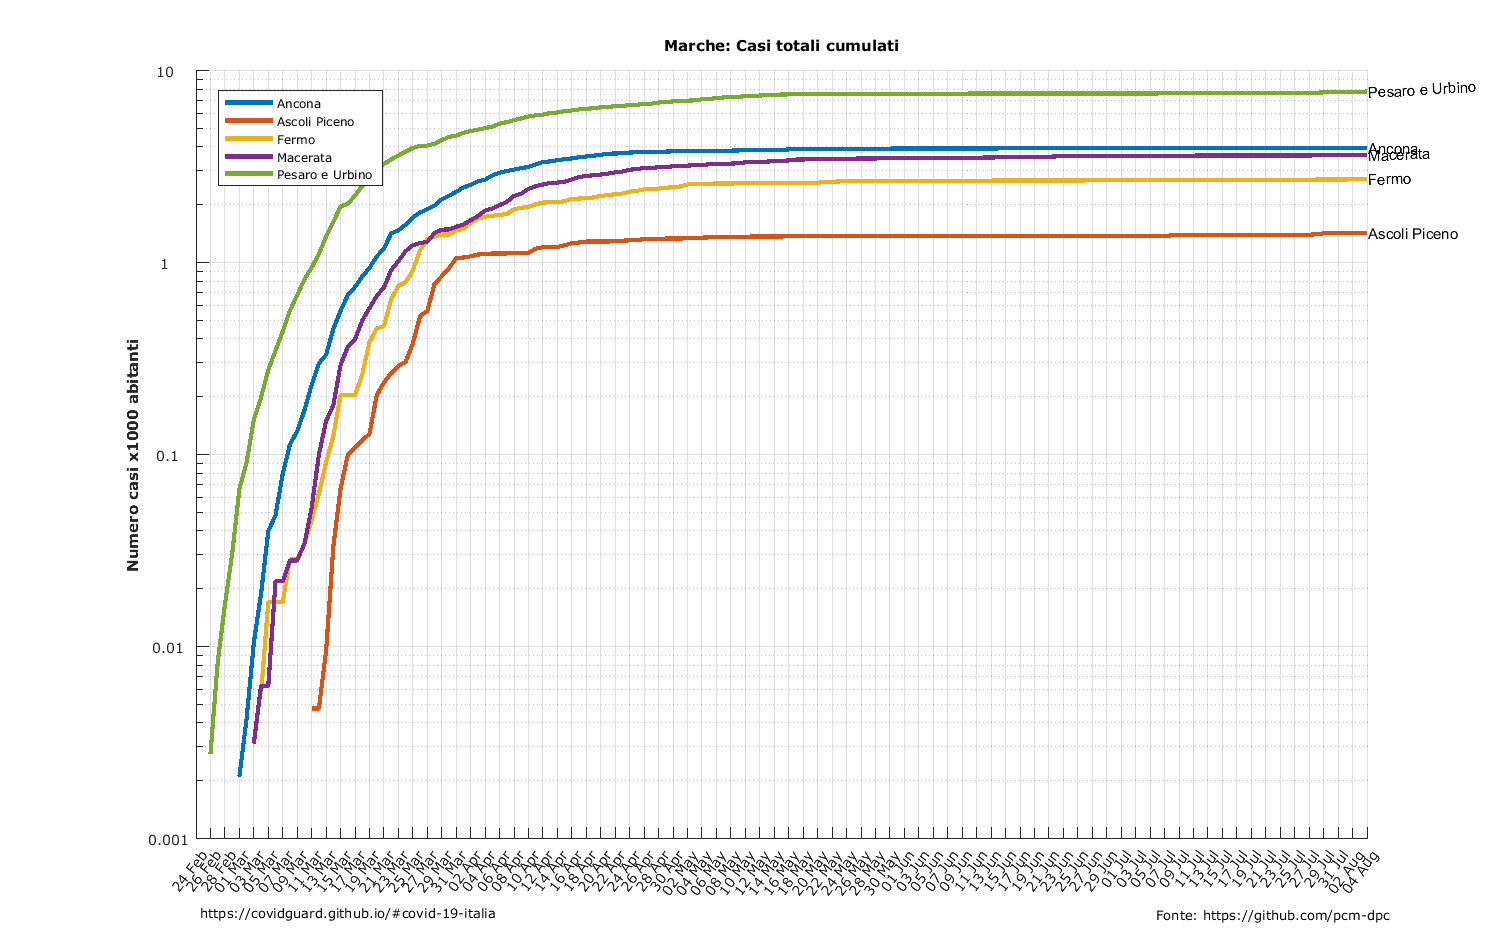 Marche: Casi totali cumulati
10
1
0.1
0.01
0.001
Numero casi x1000 abitanti
Ancona
Ascoli Piceno
Fermo
Macerata
Pesaro e Urbino
Pesaro e Urbino
Ancona
Macerata
Fermo
Ascoli Piceno
24 Feb
26 Feb
28 Feb
01 Mar
03 Mar
05 Mar
07 Mar
09 Mar
11 Mar
13 Mar
15 Mar
17 Mar
19 Mar
21 Mar
23 Mar
25 Mar
27 Mar
29 Mar
31 Mar
02 Apr
04 Apr
06 Apr
08 Apr
10 Apr
12 Apr
14 Apr
16 Apr
18 Apr
20 Apr
22 Apr
24 Apr
26 Apr
28 Apr
30 Apr
02 May
04 May
06 May
08 May
10 May
12 May
14 May
16 May
18 May
20 May
22 May
24 May
26 May
28 May
30 May
01 Jun
03 Jun
05 Jun
07 Jun
09 Jun
11 Jun
13 Jun
15 Jun
17 Jun
19 Jun
21 Jun
23 Jun
25 Jun
27 Jun
29 Jun
01 Jul
03 Jul
05 Jul
07 Jul
09 Jul
11 Jul
13 Jul
15 Jul
17 Jul
19 Jul
21 Jul
23 Jul
25 Jul
27 Jul
29 Jul
31 Jul
02 Aug
04 Aug
https://covidguard.github.io/#covid-19-italia
Fonte: https://github.com/pcm-dpc